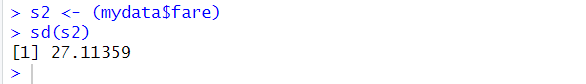 > s2 <- (mydata$fare)
> sd(s2)
[1] 27.11359
>